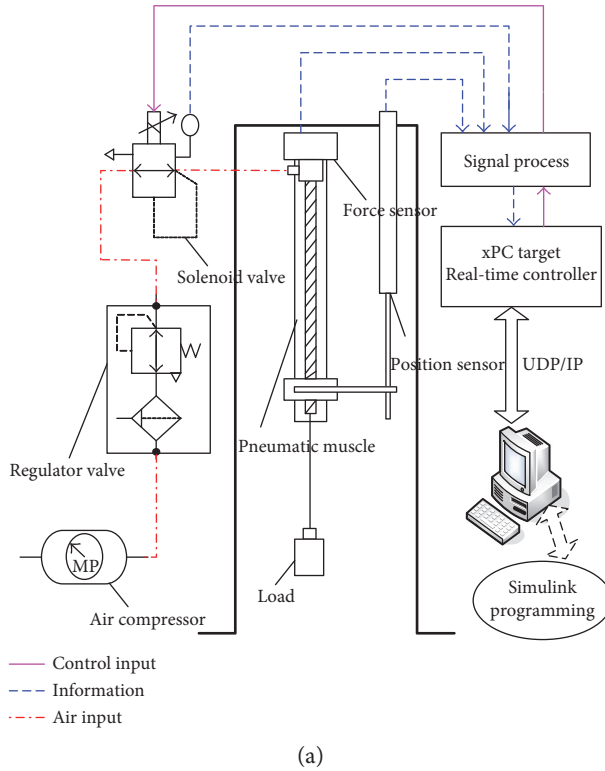 Signal process
Force sensor
xPC target
Real-time controller
Solenoid valve
Position sensor
UDP/IP
Pneumatic muscle
Regulator valve
MP
Load
Air compressor
Simulink
programming
Control input
Information
Air input
(a)